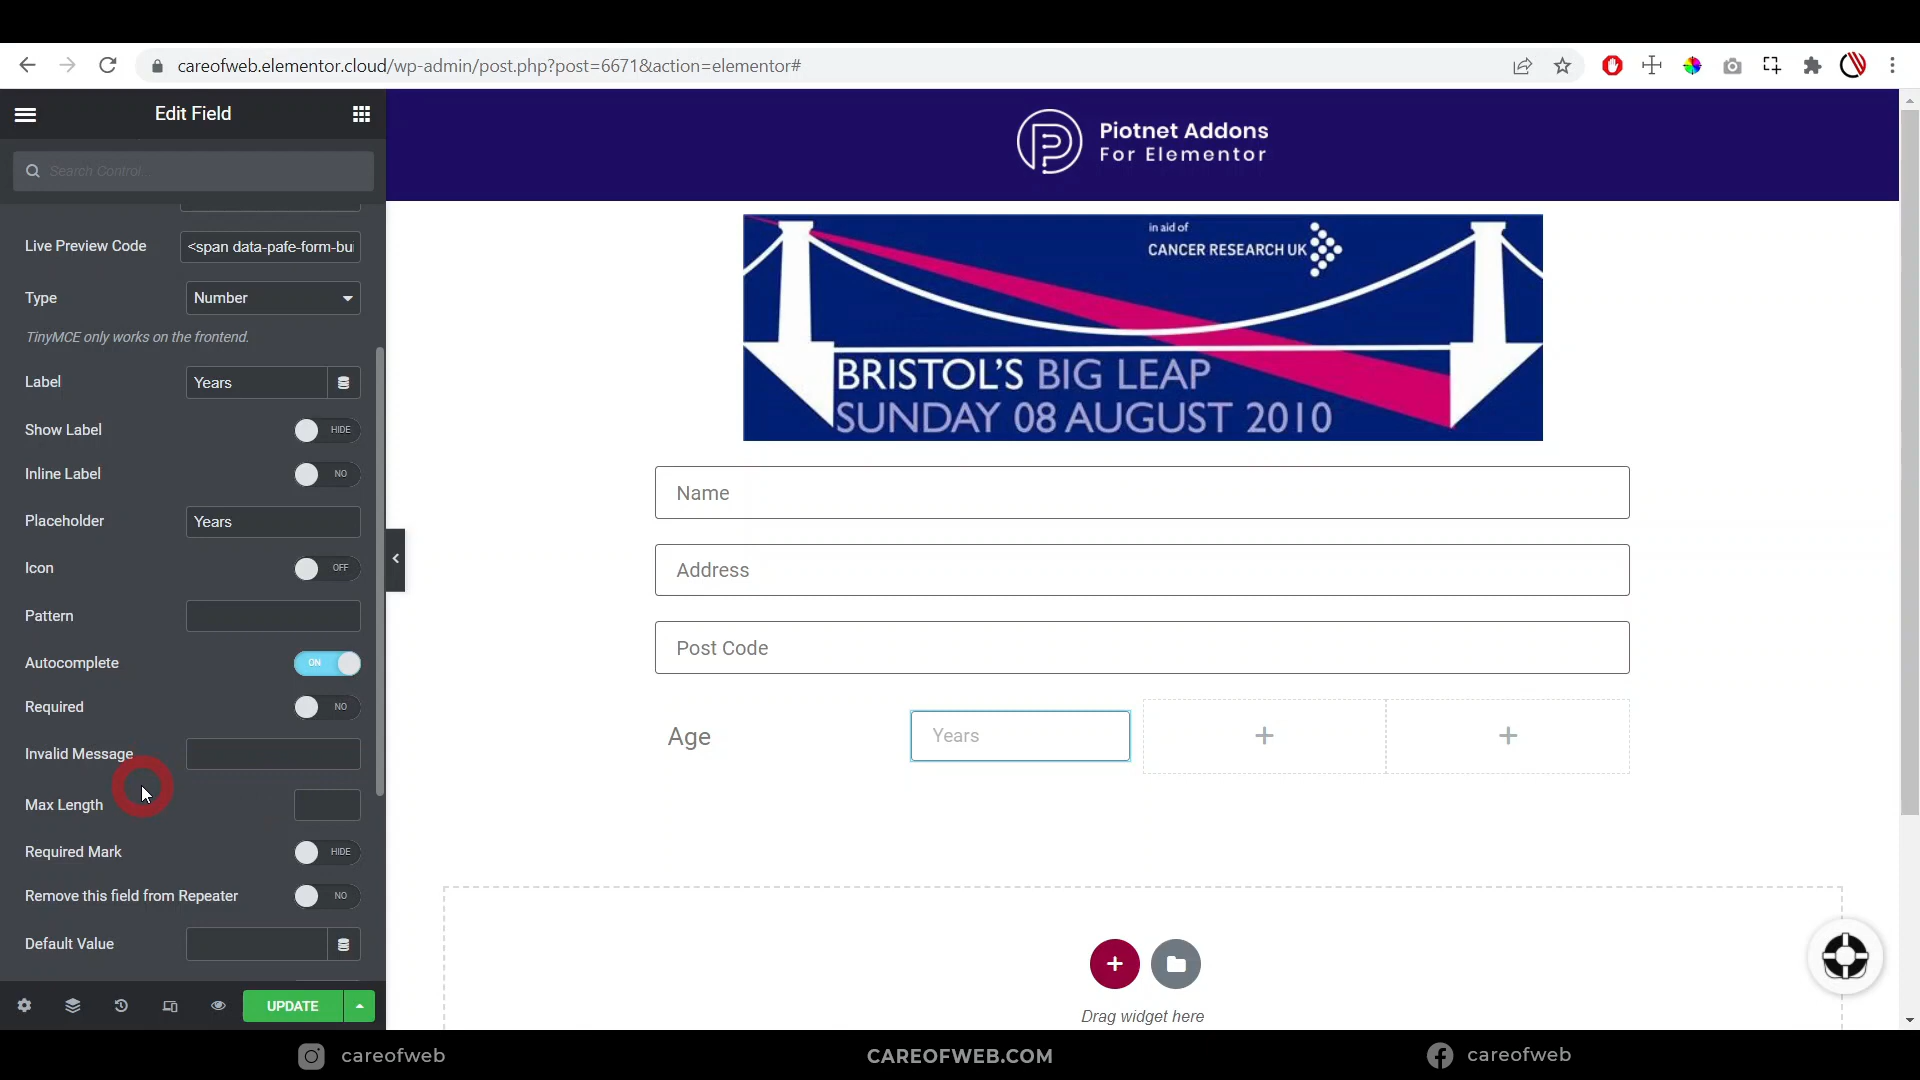 careofweb.elementor.cloud/wp-admin/post.php?post=6671&action=elementor#
Edit Field
Search Control...
Live Preview Code
<span data-pafe-form-bui
Type
Number
TinyMCE only works on the frontend.
Label
Years
Show Label
HIDE
Inline Label
NO
Placeholder
Years
Icon
OFF
Pattern
Autocomplete
ON
Required
NO
Invalid Message
Max Length
Required Mark
HIDE
Remove this field from Repeater
NO
Default Value
UPDATE
Piotnet Addons
For Elementor
in aid of
CANCER RESEARCH UK
BRISTOL'S BIG LEAP
SUNDAY 08 AUGUST 2010
Name
Address
Post Code
Age
Years
Drag widget here
careofweb
CAREOFWEB.COM
careofweb